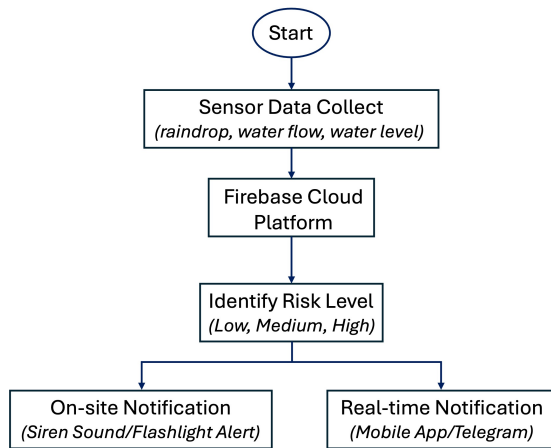 Start
Sensor Data Collect
(raindrop, water flow, water level)
Firebase Cloud
Platform
Identify Risk Level
(Low, Medium, High)
On-site Notification
(Siren Sound/Flashlight Alert)
Real-time Notification
(Mobile App/Telegram)